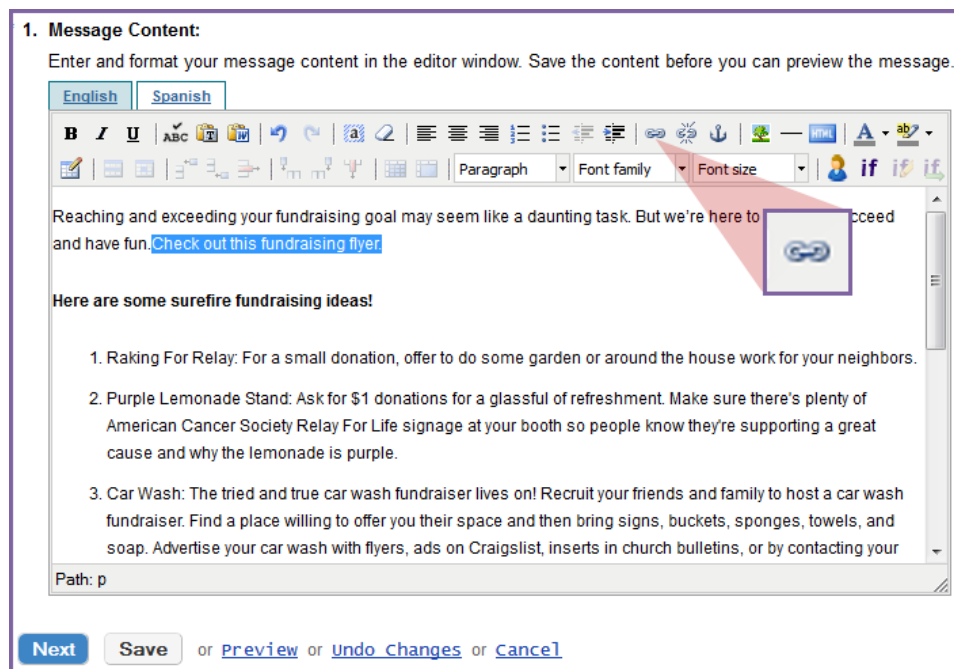 1. Message Content:
Enter and format your message content in the editor window. Save the content before you can preview the message.
English Spanish
B I U ABC T W a HTML A ab
Paragraph Font family Font size if if if
Reaching and exceeding your fundraising goal may seem like a daunting task. But we're here to cceed
and have fun.Check out this fundraising flyer.
Here are some surefire fundraising ideas!
1. Raking For Relay: For a small donation, offer to do some garden or around the house work for your neighbors.
2. Purple Lemonade Stand: Ask for $1 donations for a glassful of refreshment. Make sure there's plenty of
American Cancer Society Relay For Life signage at your booth so people know they're supporting a great
cause and why the lemonade is purple.
3. Car Wash: The tried and true car wash fundraiser lives on! Recruit your friends and family to host a car wash
fundraiser. Find a place willing to offer you their space and then bring signs, buckets, sponges, towels, and
soap. Advertise your car wash with flyers, ads on Craigslist, inserts in church bulletins, or by contacting your
Path: p
Next Save or Preview or Undo Changes or Cancel